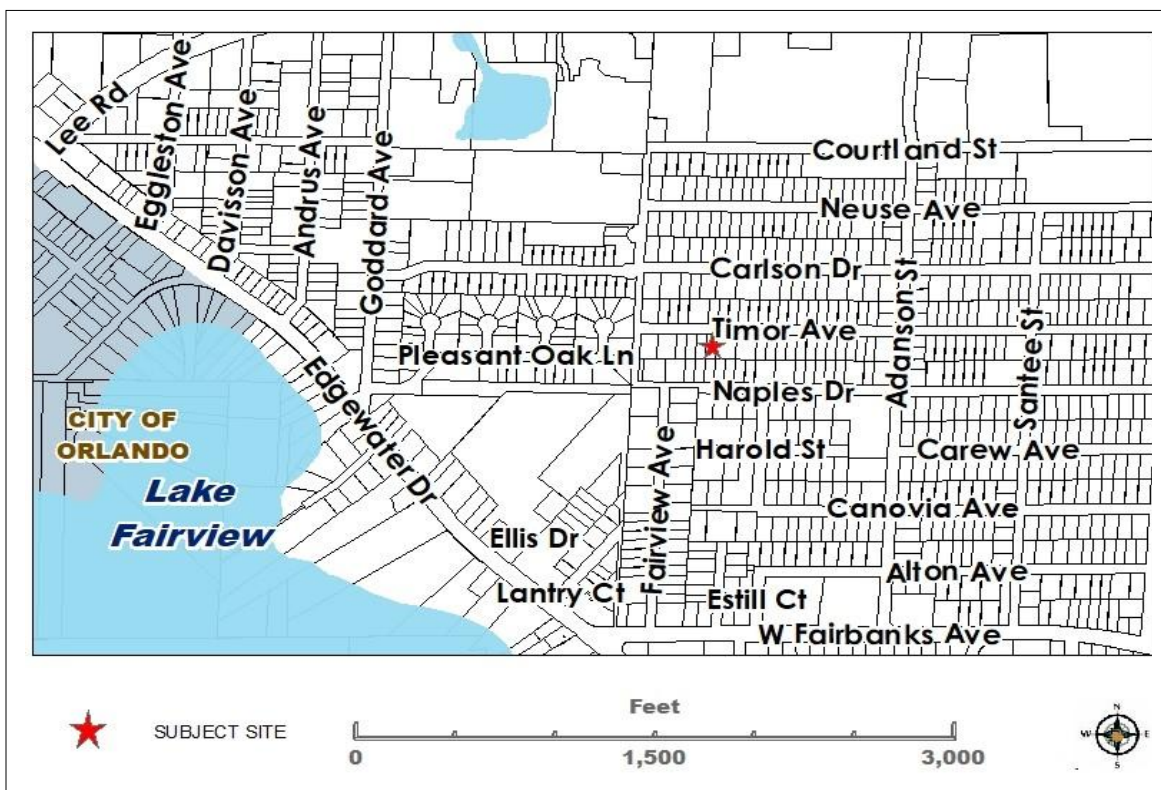 Lee Rd
Eggleston Ave
Davisson Ave
Andrus Ave
Goddard Ave
Courtland St
Neuse Ave
Carlson Dr
Adanson St
Timor Ave
Santee St
Pleasant Oak Ln
Naples Dr
Edgewater Dr
CITY OF
ORLANDO
Lake
Fairview
Fairview Ave
Harold St
Carew Ave
Canovia Ave
Ellis Dr
Alton Ave
Lantry Ct
Estill Ct
W Fairbanks Ave
SUBJECT SITE
Feet
0 1,500 3,000
N
W E
S